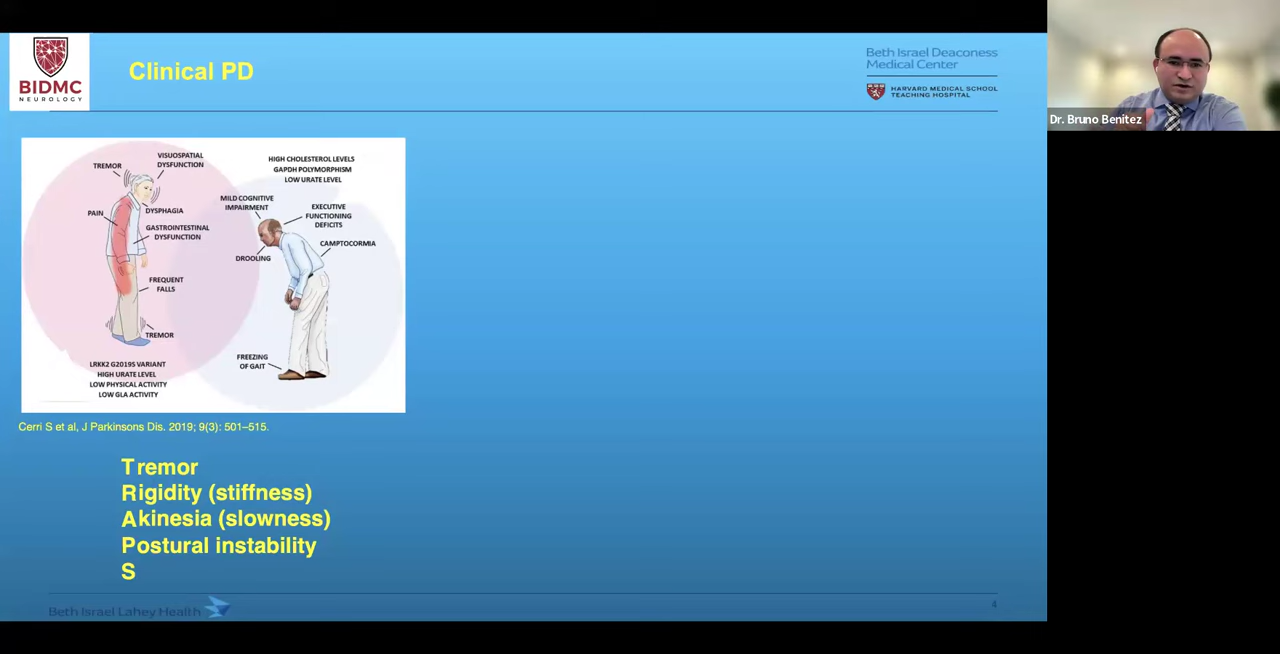 BIDMC
NEUROLOGY
Clinical PD
Beth Israel Deaconess
Medical Center
HARVARD MEDICAL SCHOOL
TEACHING HOSPITAL
Dr. Bruno Benitez
TREMOR
VISUOSPATIAL
DYSFUNCTION
PAIN
DYSPHAGIA
GASTROINTESTINAL
DYSFUNCTION
FREQUENT
FALLS
TREMOR
LRKK2 G2019S VARIANT
HIGH URATE LEVEL
LOW PHYSICAL ACTIVITY
LOW GLA ACTIVITY
HIGH CHOLESTEROL LEVELS
GAPDH POLYMORPHISM
LOW URATE LEVEL
MILD COGNITIVE
IMPAIRMENT
EXECUTIVE
FUNCTIONING
DEFICITS
CAMPTOCORMIA
DROOLING
FREEZING
OF GAIT
Cerri S et al, J Parkinsons Dis. 2019; 9(3): 501–515.
Tremor
Rigidity (stiffness)
Akinesia (slowness)
Postural instability
S
Beth Israel Lahey Health
4